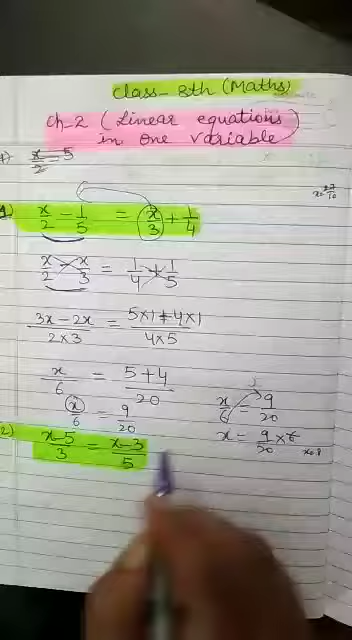 Class - 8th (Maths)
Ch-2 (Linear equations)
in One Variable
x/2 - 1/5 = x/3 + 1/4
x/2 - x/3 = 1/4 + 1/5
3x-2x/2×3 = 5×1+4×1/4×5
x/6 = 5+4/20
x/6 = 9/20
x/6 = 9/20
x = 9/20 × 6
2) x-5/3 = x-3/5